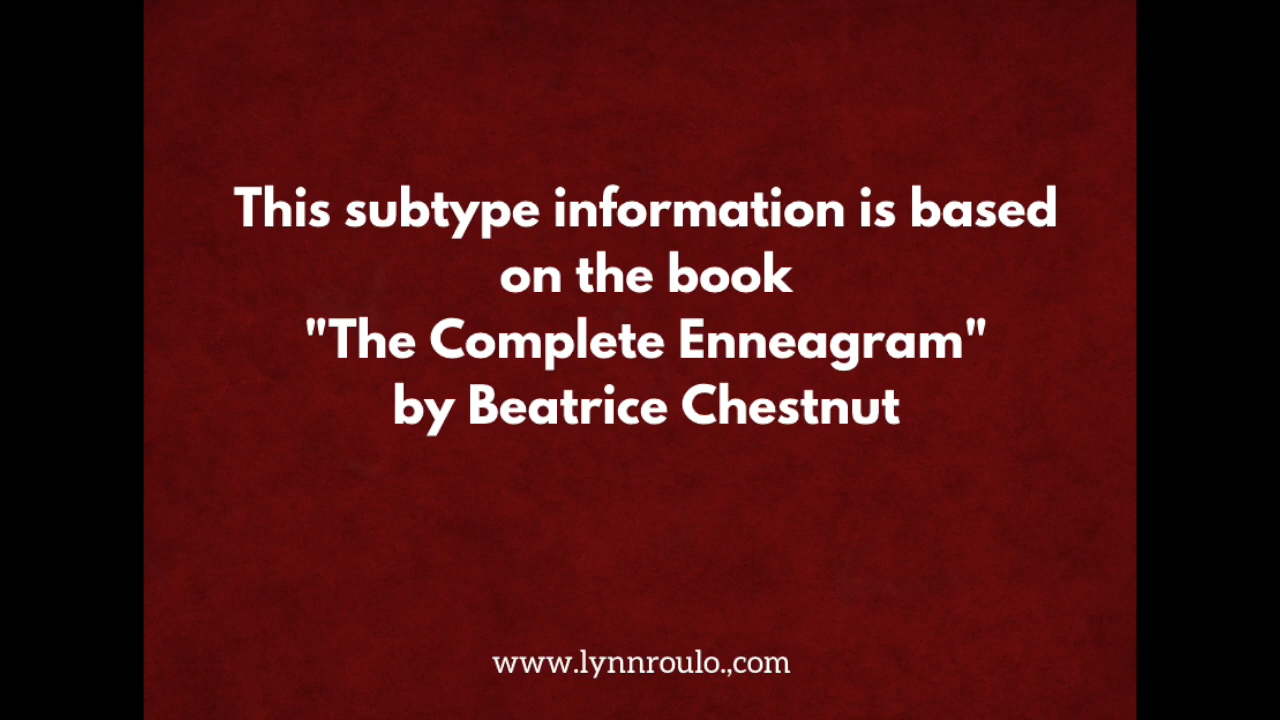 This subtype information is based
on the book
"The Complete Enneagram"
by Beatrice Chestnut
www.lynnroulo.,com